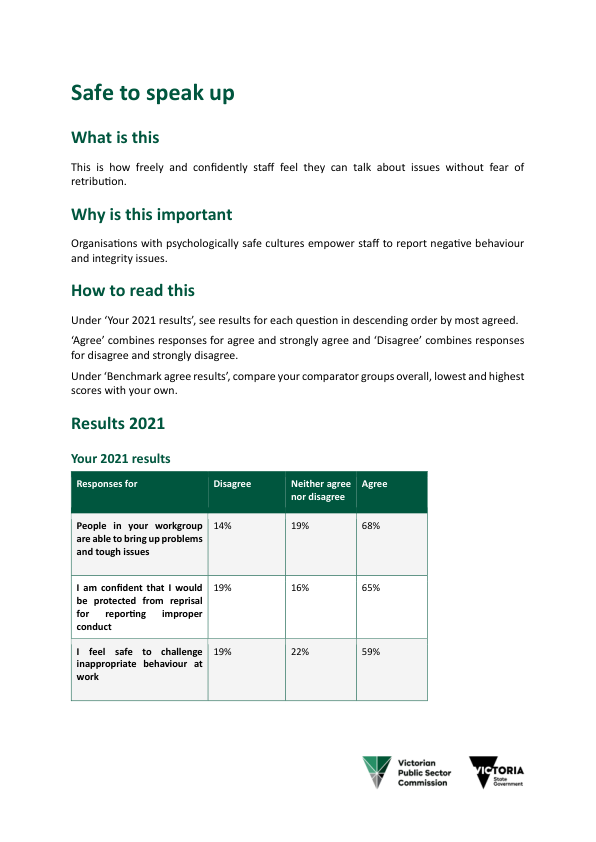 Safe to speak up
What is this
This is how freely and confidently staff feel they can talk about issues without fear of
retribution.
Why is this important
Organisations with psychologically safe cultures empower staff to report negative behaviour
and integrity issues.
How to read this
Under ‘Your 2021 results’, see results for each question in descending order by most agreed.
‘Agree’ combines responses for agree and strongly agree and ‘Disagree’ combines responses
for disagree and strongly disagree.
Under ‘Benchmark agree results’, compare your comparator groups overall, lowest and highest
scores with your own.
Results 2021
Your 2021 results
Responses for Disagree Neither agree Agree
nor disagree
People in your workgroup 14% 19% 68%
are able to bring up problems
and tough issues
I am confident that I would 19% 16% 65%
be protected from reprisal
for reporting improper
conduct
I feel safe to challenge 19% 22% 59%
inappropriate behaviour at
work
Victorian
Public Sector
Commission
VICTORIA
State
Government